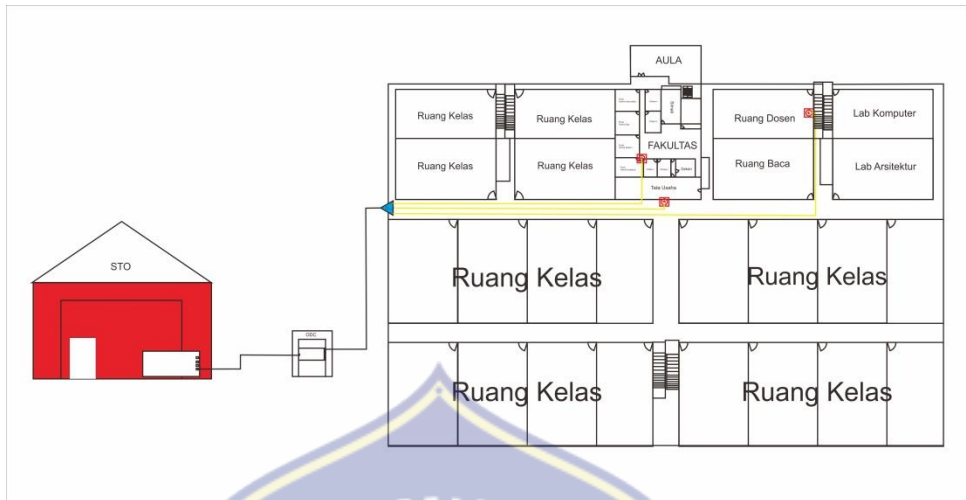 AULA
Ruang Kelas
Ruang Kelas
Ruang Dosen
Lab Komputer
FAKULTAS
Ruang Kelas
Ruang Kelas
Ruang Baca
Lab Arsitektur
Tata Usaha
STO
Ruang Kelas
Ruang Kelas
ODC
Ruang Kelas
Ruang Kelas